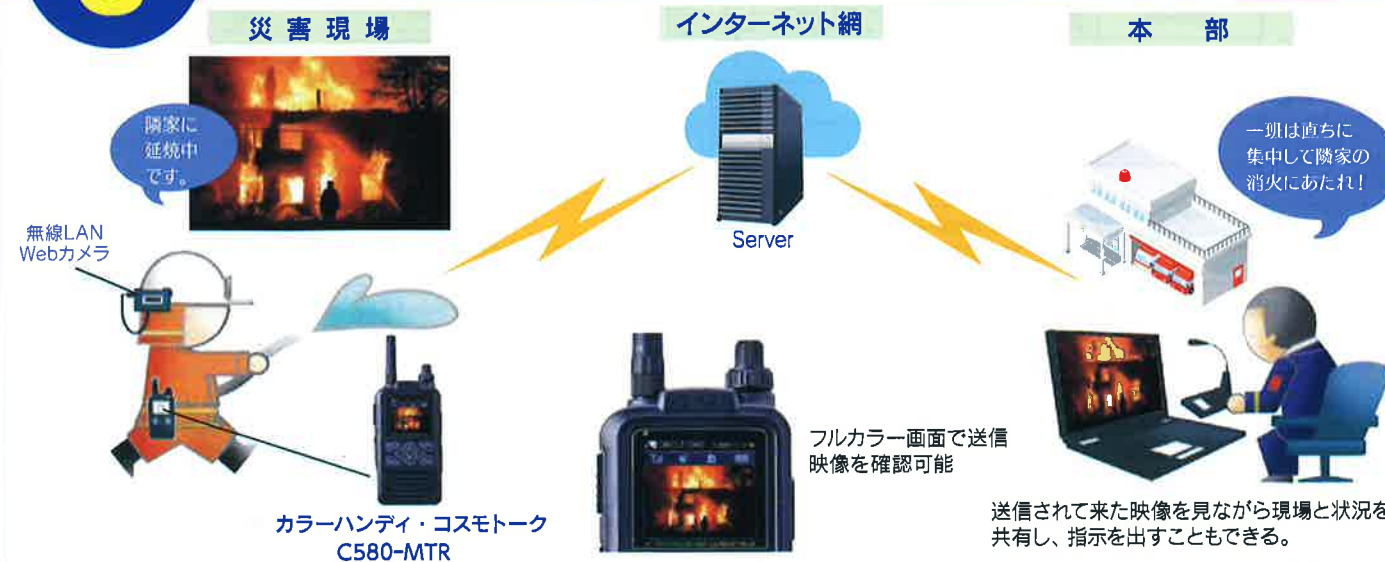 災害現場
インターネット網
本部
隣家に
延焼中
です。
一班は直ちに
集中して隣家の
消火にあたれ！
無線LAN
Webカメラ
Server
フルカラー画面で送信
映像を確認可能
カラーハンディ・コスモトーク
C580-MTR
送信されて来た映像を見ながら現場と状況を
共有し、指示を出すこともできる。